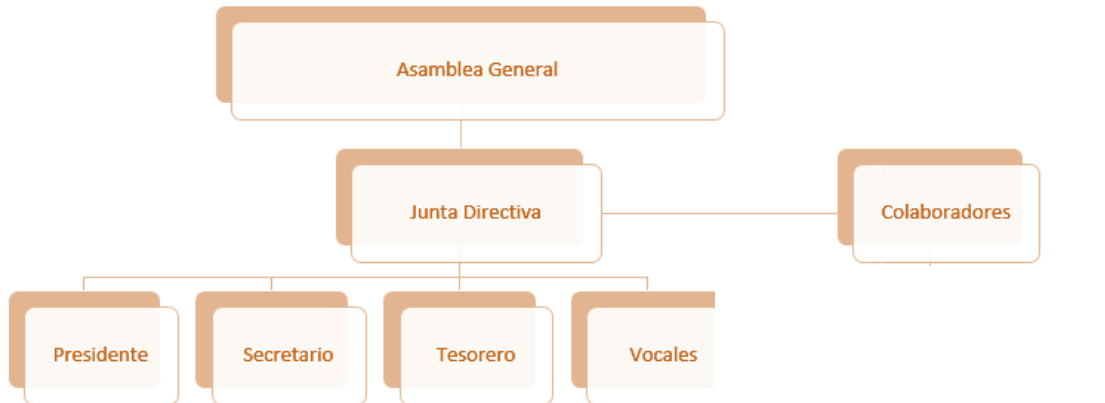 Asamblea General
Junta Directiva
Colaboradores
Presidente
Secretario
Tesorero
Vocales